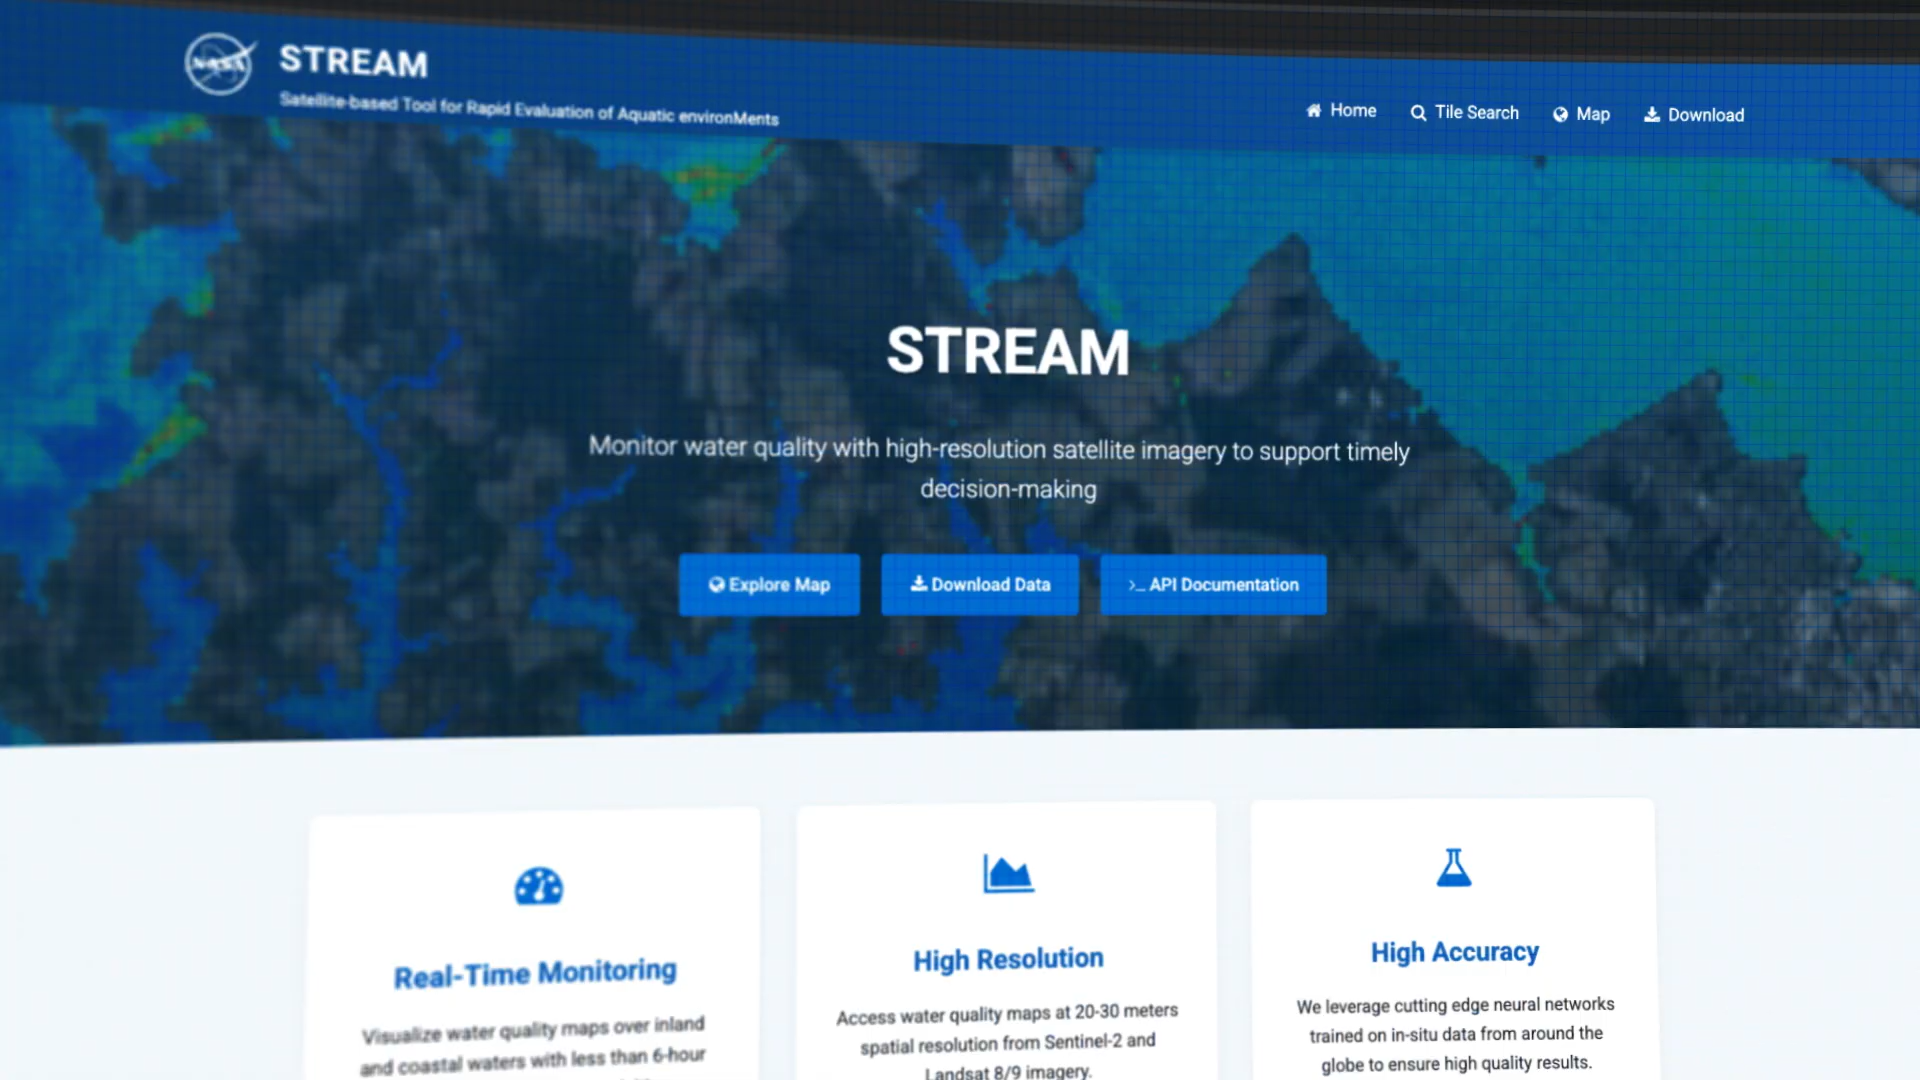 NASA
STREAM
Satellite-based Tool for Rapid Evaluation of Aquatic environMents
Home
Tile Search
Map
Download
STREAM
Monitor water quality with high-resolution satellite imagery to support timely
decision-making
Explore Map
Download Data
>_ API Documentation
Real-Time Monitoring
Visualize water quality maps over inland
and coastal waters with less than 6-hour
High Resolution
Access water quality maps at 20-30 meters
spatial resolution from Sentinel-2 and
Landsat 8/9 imagery.
High Accuracy
We leverage cutting edge neural networks
trained on in-situ data from around the
globe to ensure high quality results.